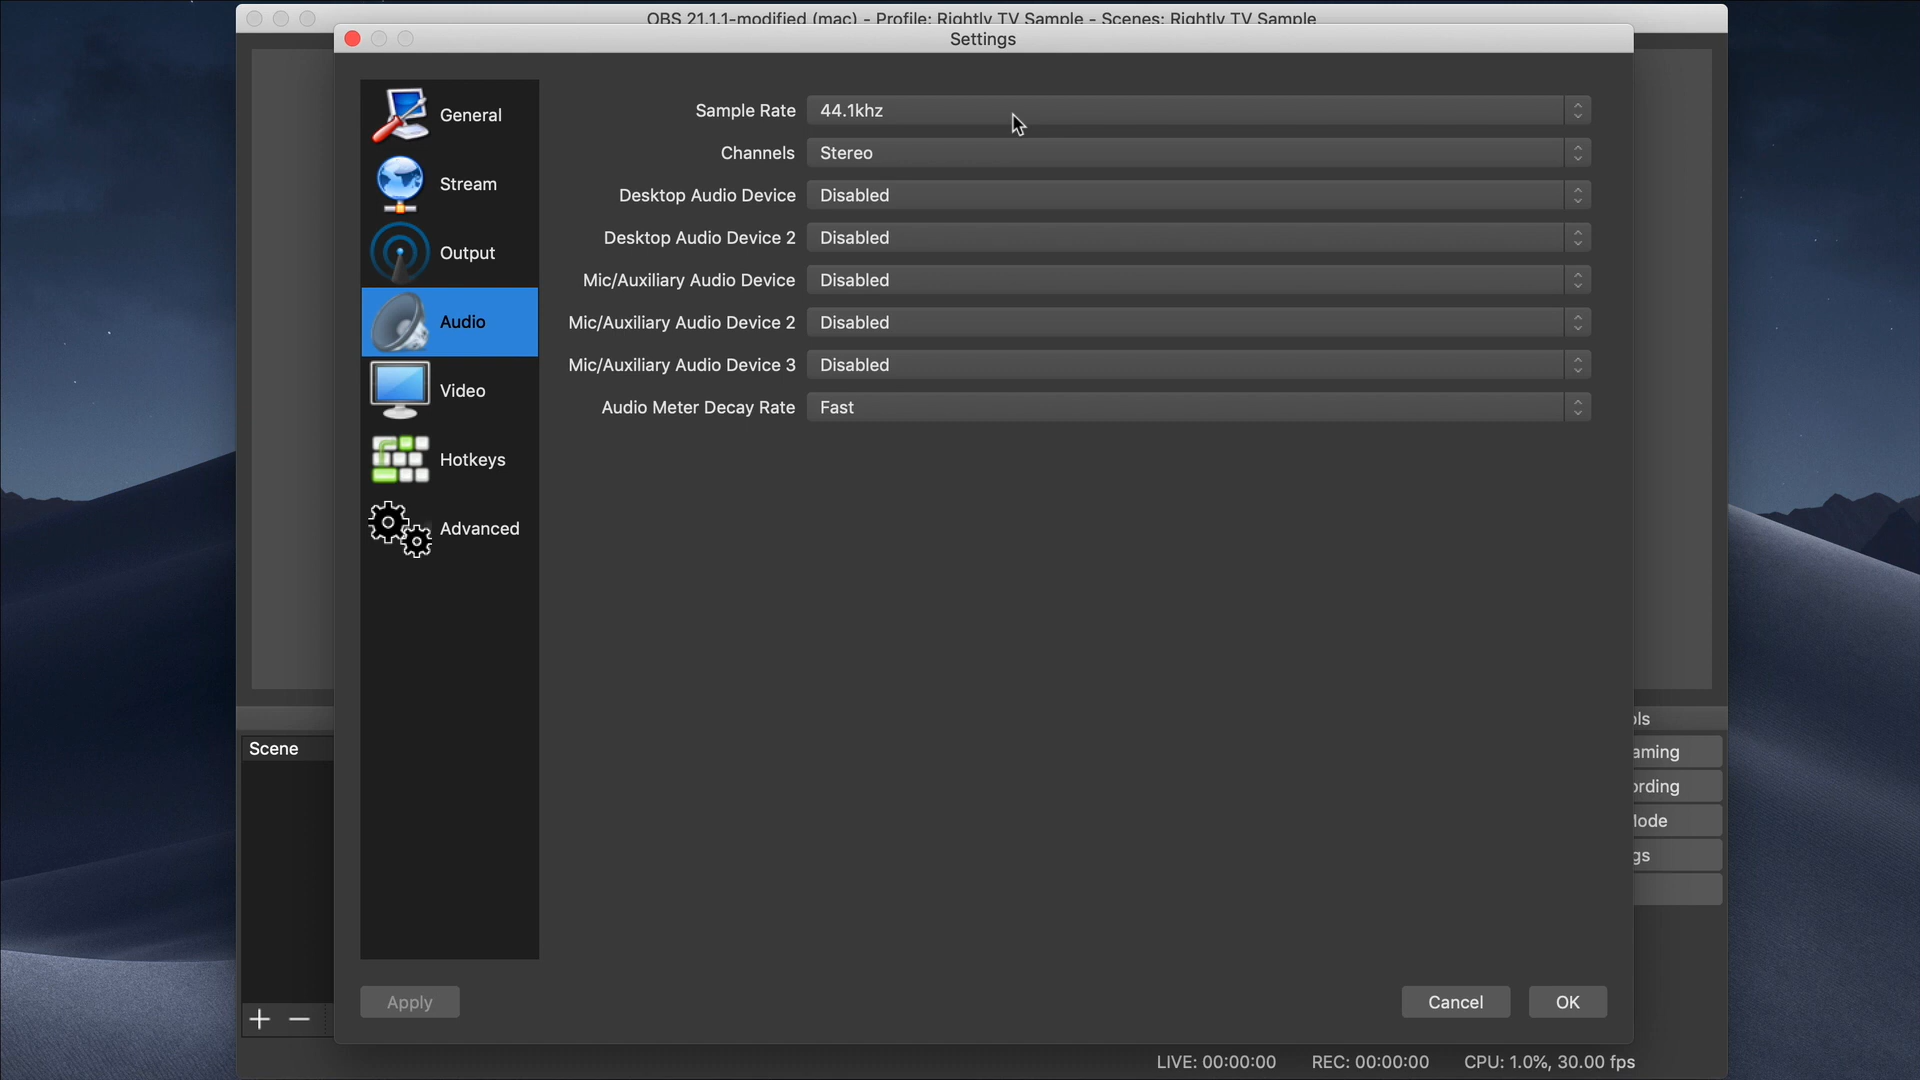 OBS 21.1.1-modified (mac) - Profile: Rightly TV Sample - Scenes: Rightly TV Sample
Settings
General
Stream
Output
Audio
Video
Hotkeys
Advanced
Sample Rate 44.1khz
Channels Stereo
Desktop Audio Device Disabled
Desktop Audio Device 2 Disabled
Mic/Auxiliary Audio Device Disabled
Mic/Auxiliary Audio Device 2 Disabled
Mic/Auxiliary Audio Device 3 Disabled
Audio Meter Decay Rate Fast
Scene
ols
aming
ording
Mode
gs
Apply
Cancel
OK
LIVE: 00:00:00 REC: 00:00:00 CPU: 1.0%, 30.00 fps